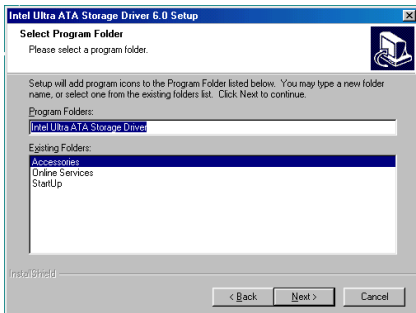 Intel Ultra ATA Storage Driver 6.0 Setup
Select Program Folder
Please select a program folder.
Setup will add program icons to the Program Folder listed below. You may type a new folder
name, or select one from the existing folders list. Click Next to continue.
Program Folders:
Intel Ultra ATA Storage Driver
Existing Folders:
Accessories
Online Services
StartUp
InstallShield
< Back Next > Cancel